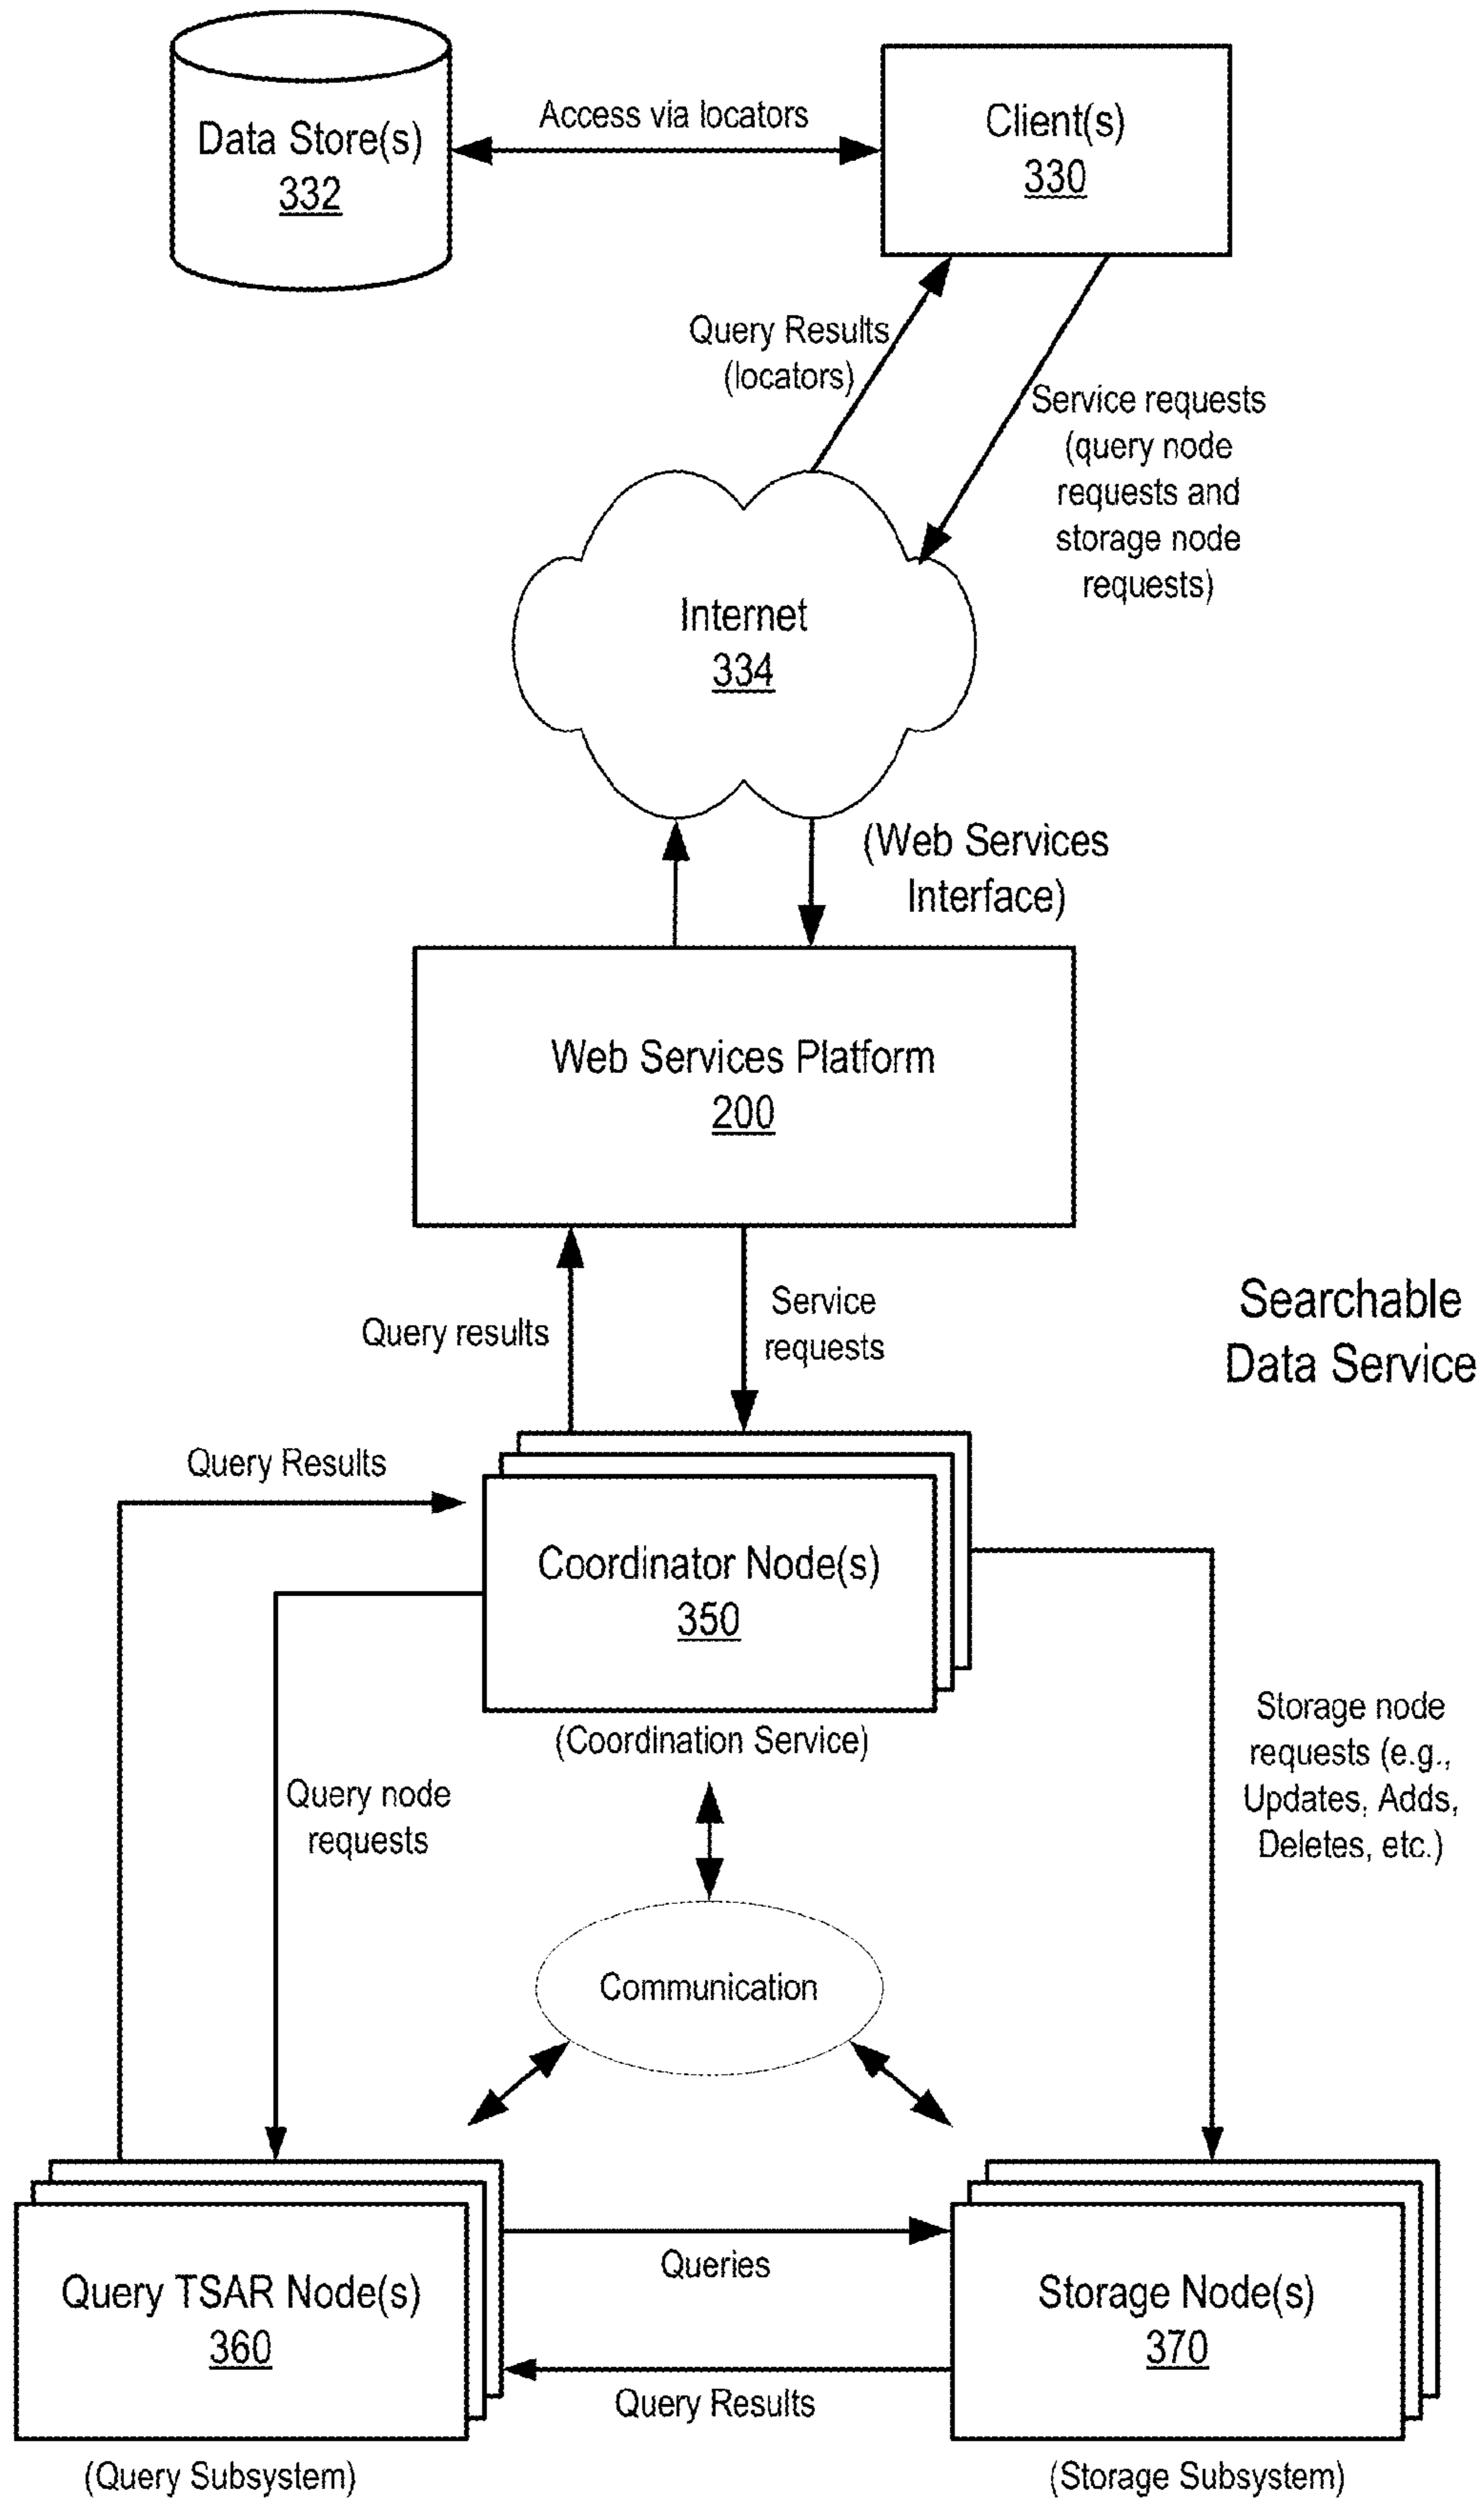 Data Store(s)
332
Access via locators
Client(s)
330
Query Results
(locators)
Service requests
(query node
requests and
storage node
requests)
Internet
334
(Web Services
Interface)
Web Services Platform
200
Query results
Service
requests
Searchable
Data Service
Query Results
Coordinator Node(s)
350
(Coordination Service)
Query node
requests
Storage node
requests (e.g.,
Updates, Adds,
Deletes, etc.)
Communication
Query TSAR Node(s)
360
Queries
Query Results
Storage Node(s)
370
(Query Subsystem)
(Storage Subsystem)